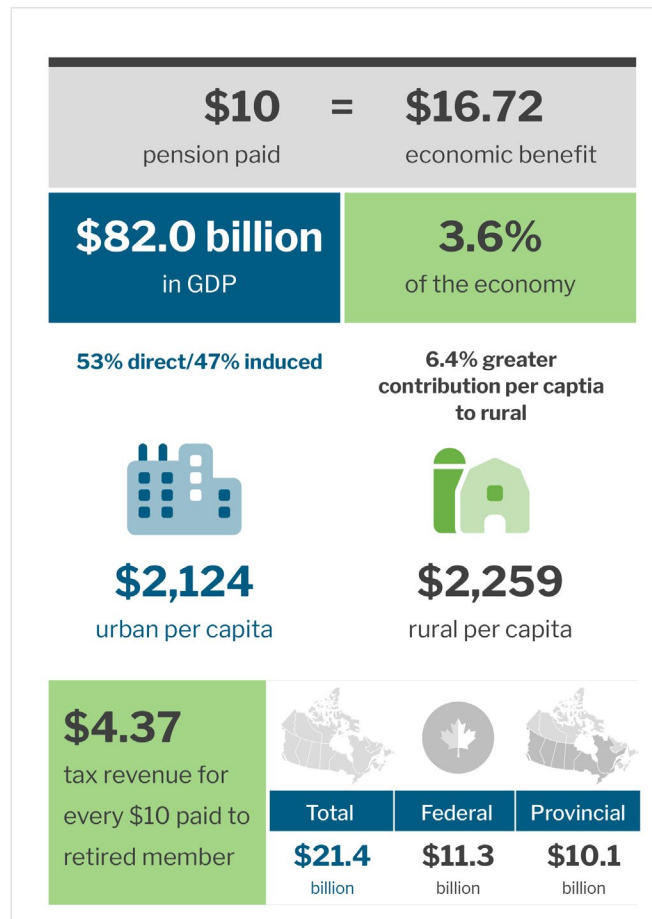 $10 = $16.72
pension paid economic benefit
$82.0 billion
in GDP
3.6%
of the economy
53% direct/47% induced
6.4% greater
contribution per captia
to rural
$2,124
urban per capita
$2,259
rural per capita
$4.37
tax revenue for
every $10 paid to
retired member
Total Federal Provincial
$21.4 $11.3 $10.1
billion billion billion